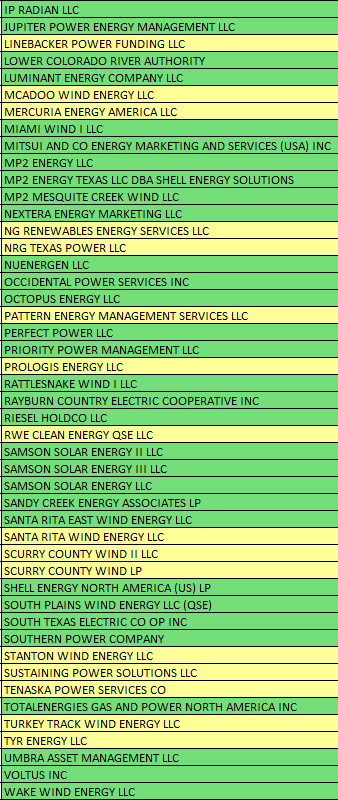 IP RADIAN LLC
JUPITER POWER ENERGY MANAGEMENT LLC
LINEBACKER POWER FUNDING LLC
LOWER COLORADO RIVER AUTHORITY
LUMINANT ENERGY COMPANY LLC
MCADOO WIND ENERGY LLC
MERCURIA ENERGY AMERICA LLC
MIAMI WIND I LLC
MITSUI AND CO ENERGY MARKETING AND SERVICES (USA) INC
MP2 ENERGY LLC
MP2 ENERGY TEXAS LLC DBA SHELL ENERGY SOLUTIONS
MP2 MESQUITE CREEK WIND LLC
NEXTERA ENERGY MARKETING LLC
NG RENEWABLES ENERGY SERVICES LLC
NRG TEXAS POWER LLC
NUENERGEN LLC
OCCIDENTAL POWER SERVICES INC
OCTOPUS ENERGY LLC
PATTERN ENERGY MANAGEMENT SERVICES LLC
PERFECT POWER LLC
PRIORITY POWER MANAGEMENT LLC
PROLOGIS ENERGY LLC
RATTLESNAKE WIND I LLC
RAYBURN COUNTRY ELECTRIC COOPERATIVE INC
RIESEL HOLDCO LLC
RWE CLEAN ENERGY QSE LLC
SAMSON SOLAR ENERGY II LLC
SAMSON SOLAR ENERGY III LLC
SAMSON SOLAR ENERGY LLC
SANDY CREEK ENERGY ASSOCIATES LP
SANTA RITA EAST WIND ENERGY LLC
SANTA RITA WIND ENERGY LLC
SCURRY COUNTY WIND II LLC
SCURRY COUNTY WIND LP
SHELL ENERGY NORTH AMERICA (US) LP
SOUTH PLAINS WIND ENERGY LLC (QSE)
SOUTH TEXAS ELECTRIC CO OP INC
SOUTHERN POWER COMPANY
STANTON WIND ENERGY LLC
SUSTAINING POWER SOLUTIONS LLC
TENASKA POWER SERVICES CO
TOTALENERGIES GAS AND POWER NORTH AMERICA INC
TURKEY TRACK WIND ENERGY LLC
TYR ENERGY LLC
UMBRA ASSET MANAGEMENT LLC
VOLTUS INC
WAKE WIND ENERGY LLC